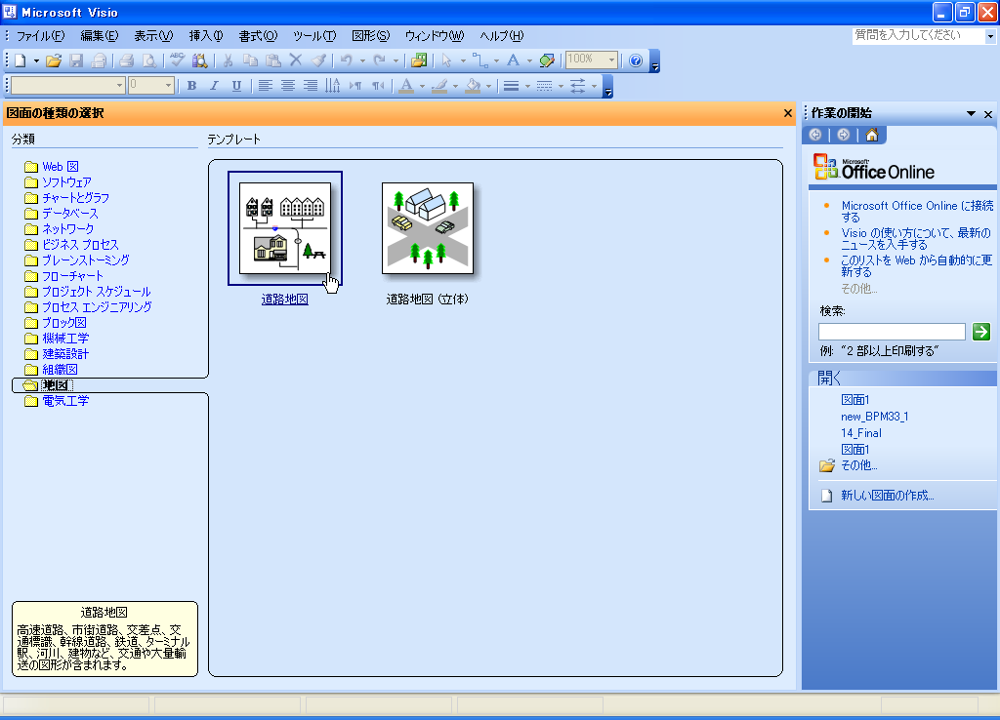 Microsoft Visio
ファイル(F) 編集(E) 表示(V) 挿入(I) 書式(O) ツール(T) 図形(S) ウィンドウ(W) ヘルプ(H)
質問を入力してください
100%
0
B I U
図面の種類の選択
分類
Web 図
ソフトウェア
チャートとグラフ
データベース
ネットワーク
ビジネス プロセス
ブレーンストーミング
フローチャート
プロジェクト スケジュール
プロセス エンジニアリング
ブロック図
機械工学
建築設計
組織図
地図
電気工学
テンプレート
道路地図
道路地図 (立体)
道路地図
高速道路、市街道路、交差点、交
通標識、幹線道路、鉄道、ターミナル
駅、河川、建物など、交通や大量輸
送の図形が含まれます。
作業の開始
Microsoft
Office Online
Microsoft Office Online に接続
する
Visio の使い方について、最新の
ニュースを入手する
このリストを Web から自動的に更
新する
その他...
検索:
例: "2 部以上印刷する"
開く
図面1
new_BPM33_1
14_Final
図面1
その他...
新しい図面の作成...